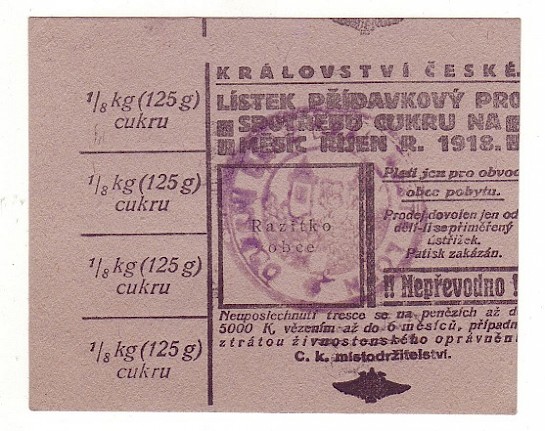 1/8 kg (125 g)
cukru
1/8 kg (125 g)
cukru
1/8 kg (125 g)
cukru
1/8 kg (125 g)
cukru
KRÁLOVSTVÍ ČESKÉ.
LÍSTEK PŘÍDAVKOVÝ PRO
SPOTŘEBU CUKRU NA
MĚSÍC ŘÍJEN R. 1918.
Razítko
obce
Platí jen pro obvod
obce pobytu.
Prodej dovolen jen od-
dělí-li se přiměřený
ústřižek.
Patisk zakázán.
!! Nepřevodno !
Neuposlechnutí tresce se na penězích až d
5000 K, vězením až do 6 měsíců, případn
ztrátou živnostenského oprávněn
C. k. místodržitelství.